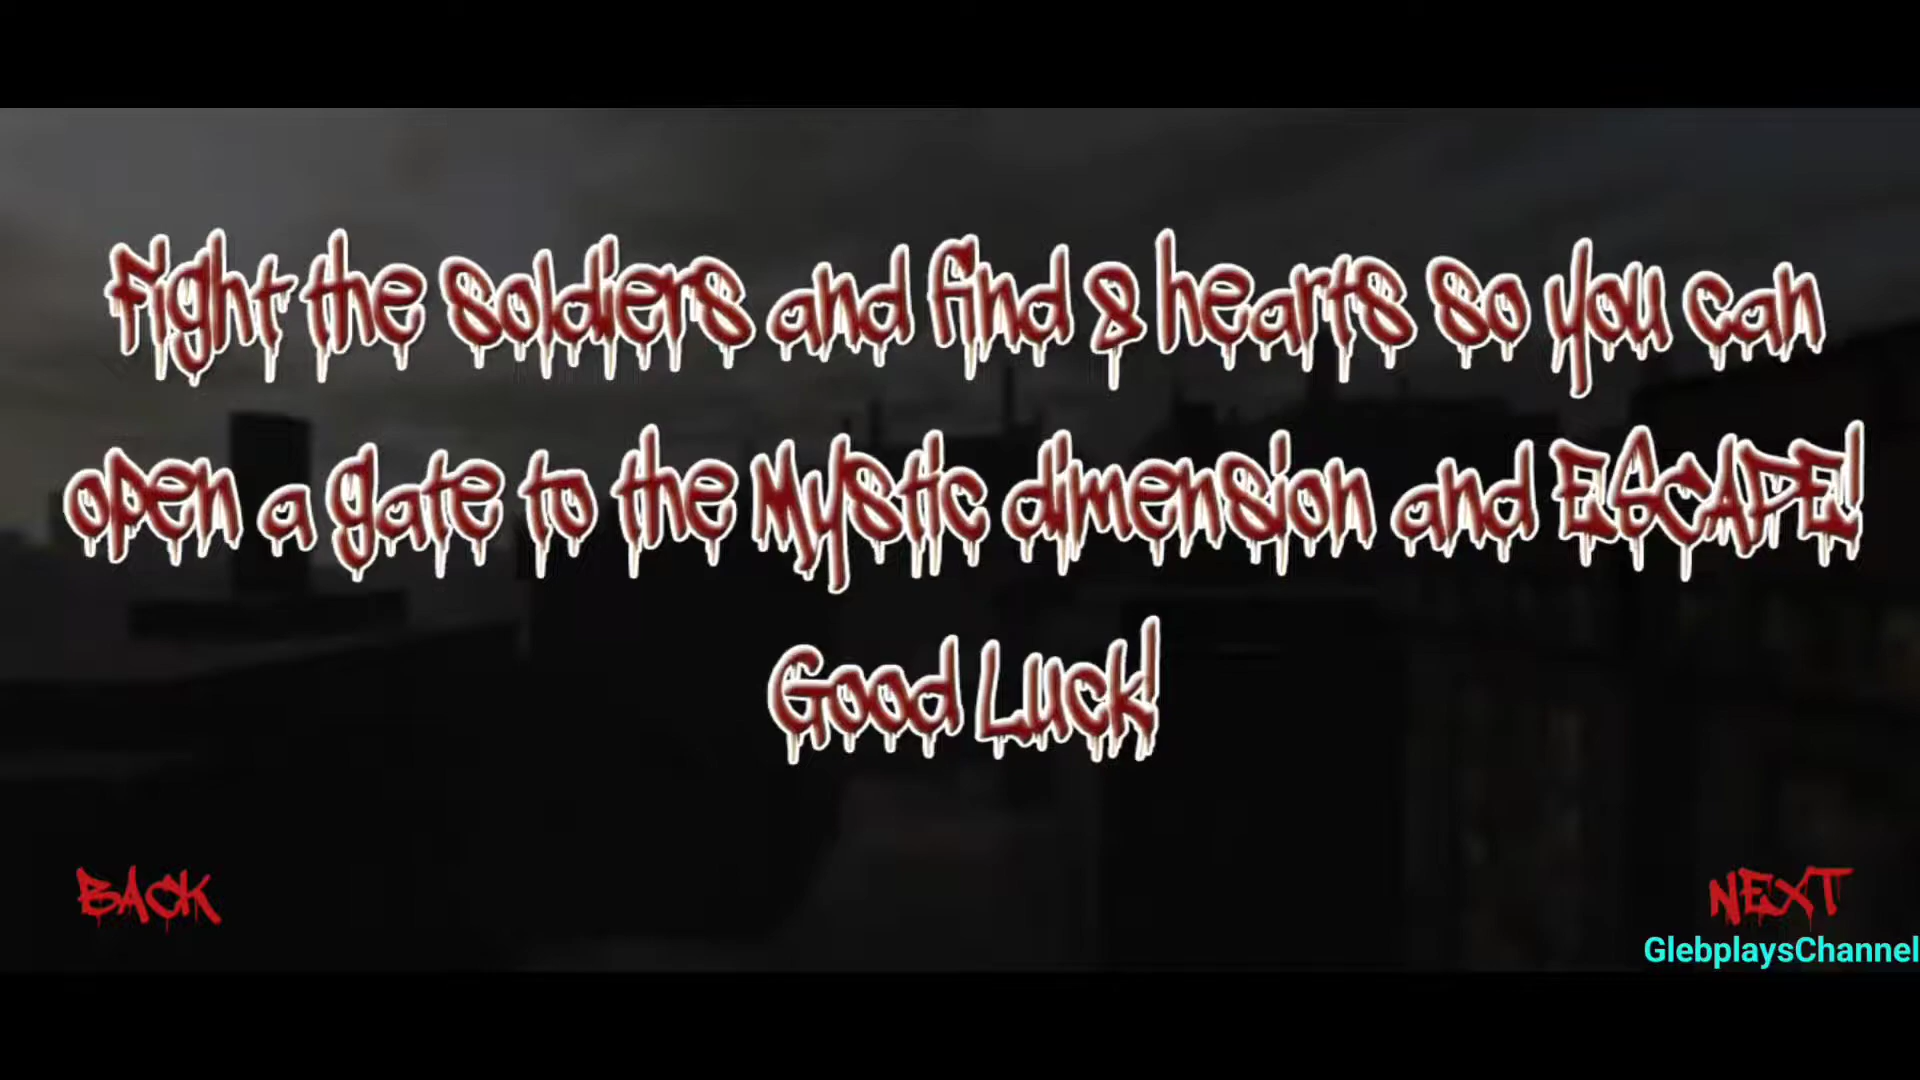 Fight the soldiers and find 8 hearts so you can
open a gate to the Mystic dimension and ESCAPE!
Good Luck!
BACK
NEXT
GlebplaysChannel